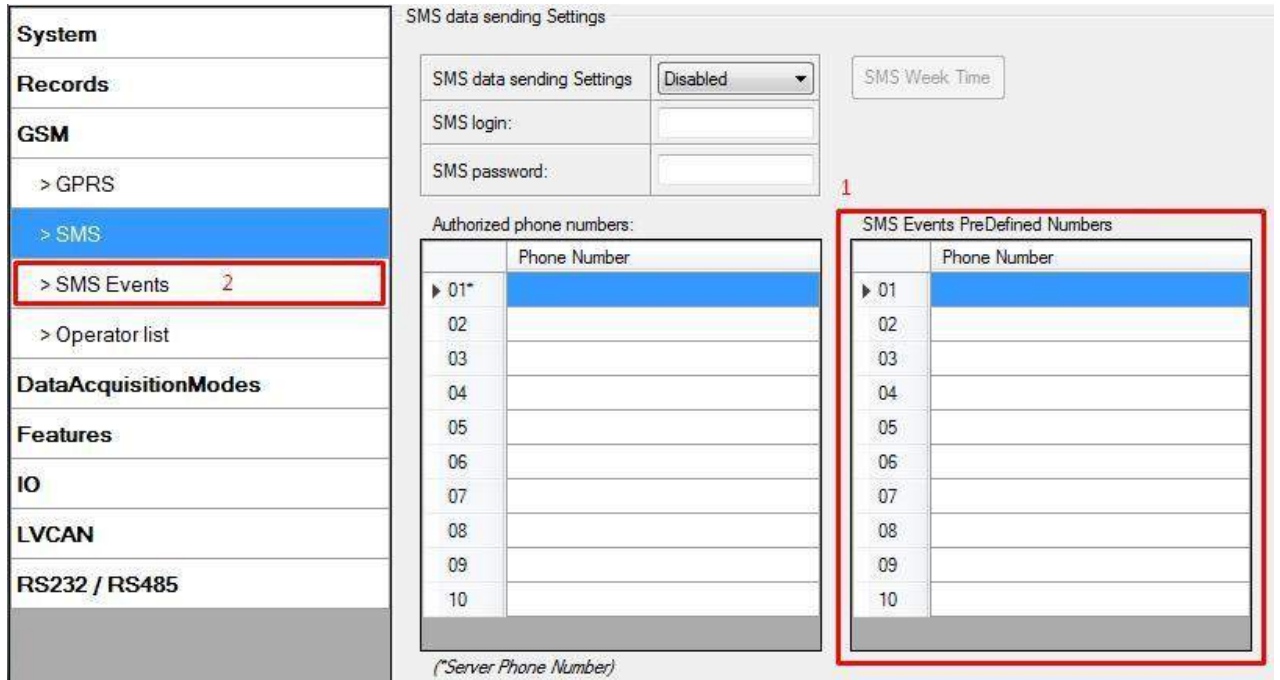 System
Records
GSM
> GPRS
> SMS
> SMS Events 2
> Operator list
DataAcquisitionModes
Features
IO
LVCAN
RS232 / RS485
SMS data sending Settings
SMS data sending Settings Disabled SMS Week Time
SMS login:
SMS password:
Authorized phone numbers:
Phone Number
01*
02
03
04
05
06
07
08
09
10
(*Server Phone Number)
1
SMS Events PreDefined Numbers
Phone Number
01
02
03
04
05
06
07
08
09
10